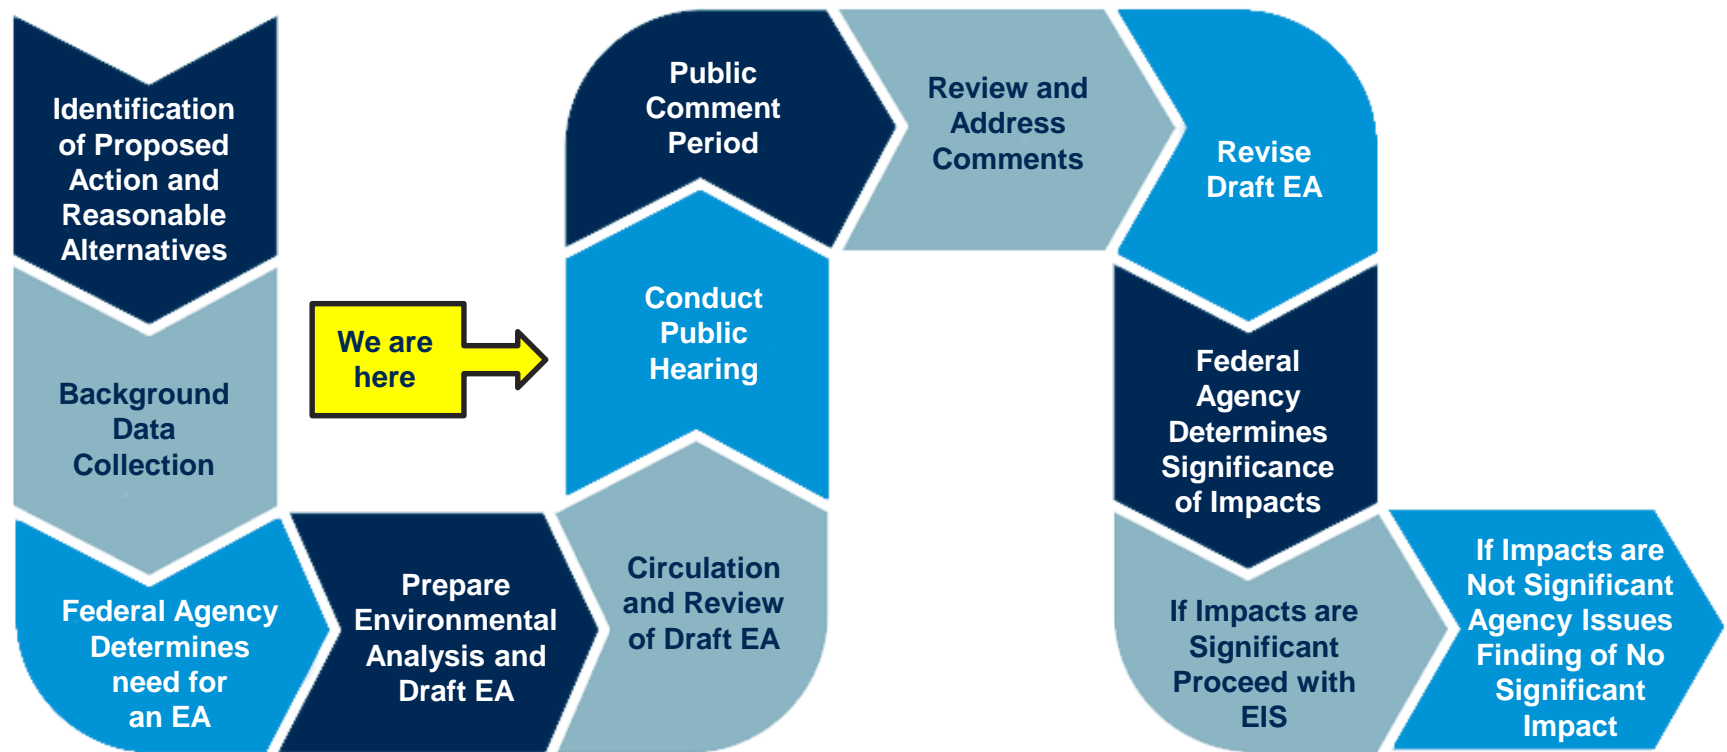 Identification
of Proposed
Action and
Reasonable
Alternatives
Background
Data
Collection
Federal Agency
Determines
need for
an EA
Prepare
Environmental
Analysis and
Draft EA
Circulation
and Review
of Draft EA
We are
here
Conduct
Public
Hearing
Public
Comment
Period
Review and
Address
Comments
Revise
Draft EA
Federal
Agency
Determines
Significance
of Impacts
If Impacts are
Significant
Proceed with
EIS
If Impacts are
Not Significant
Agency Issues
Finding of No
Significant
Impact